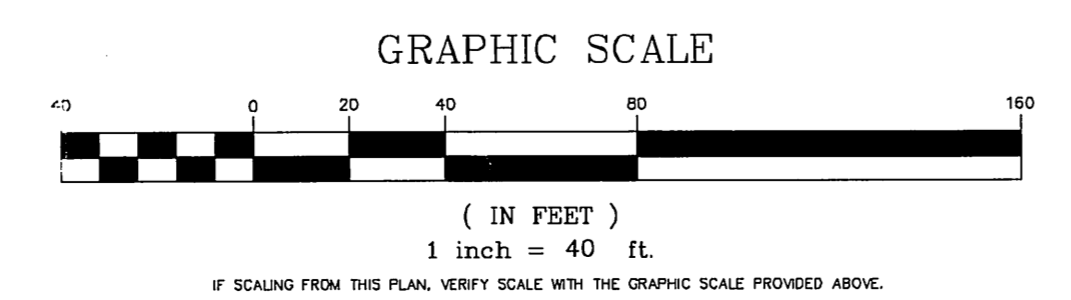 GRAPHIC SCALE
40 0 20 40 80 160
( IN FEET )
1 inch = 40 ft.
IF SCALING FROM THIS PLAN, VERIFY SCALE WITH THE GRAPHIC SCALE PROVIDED ABOVE.